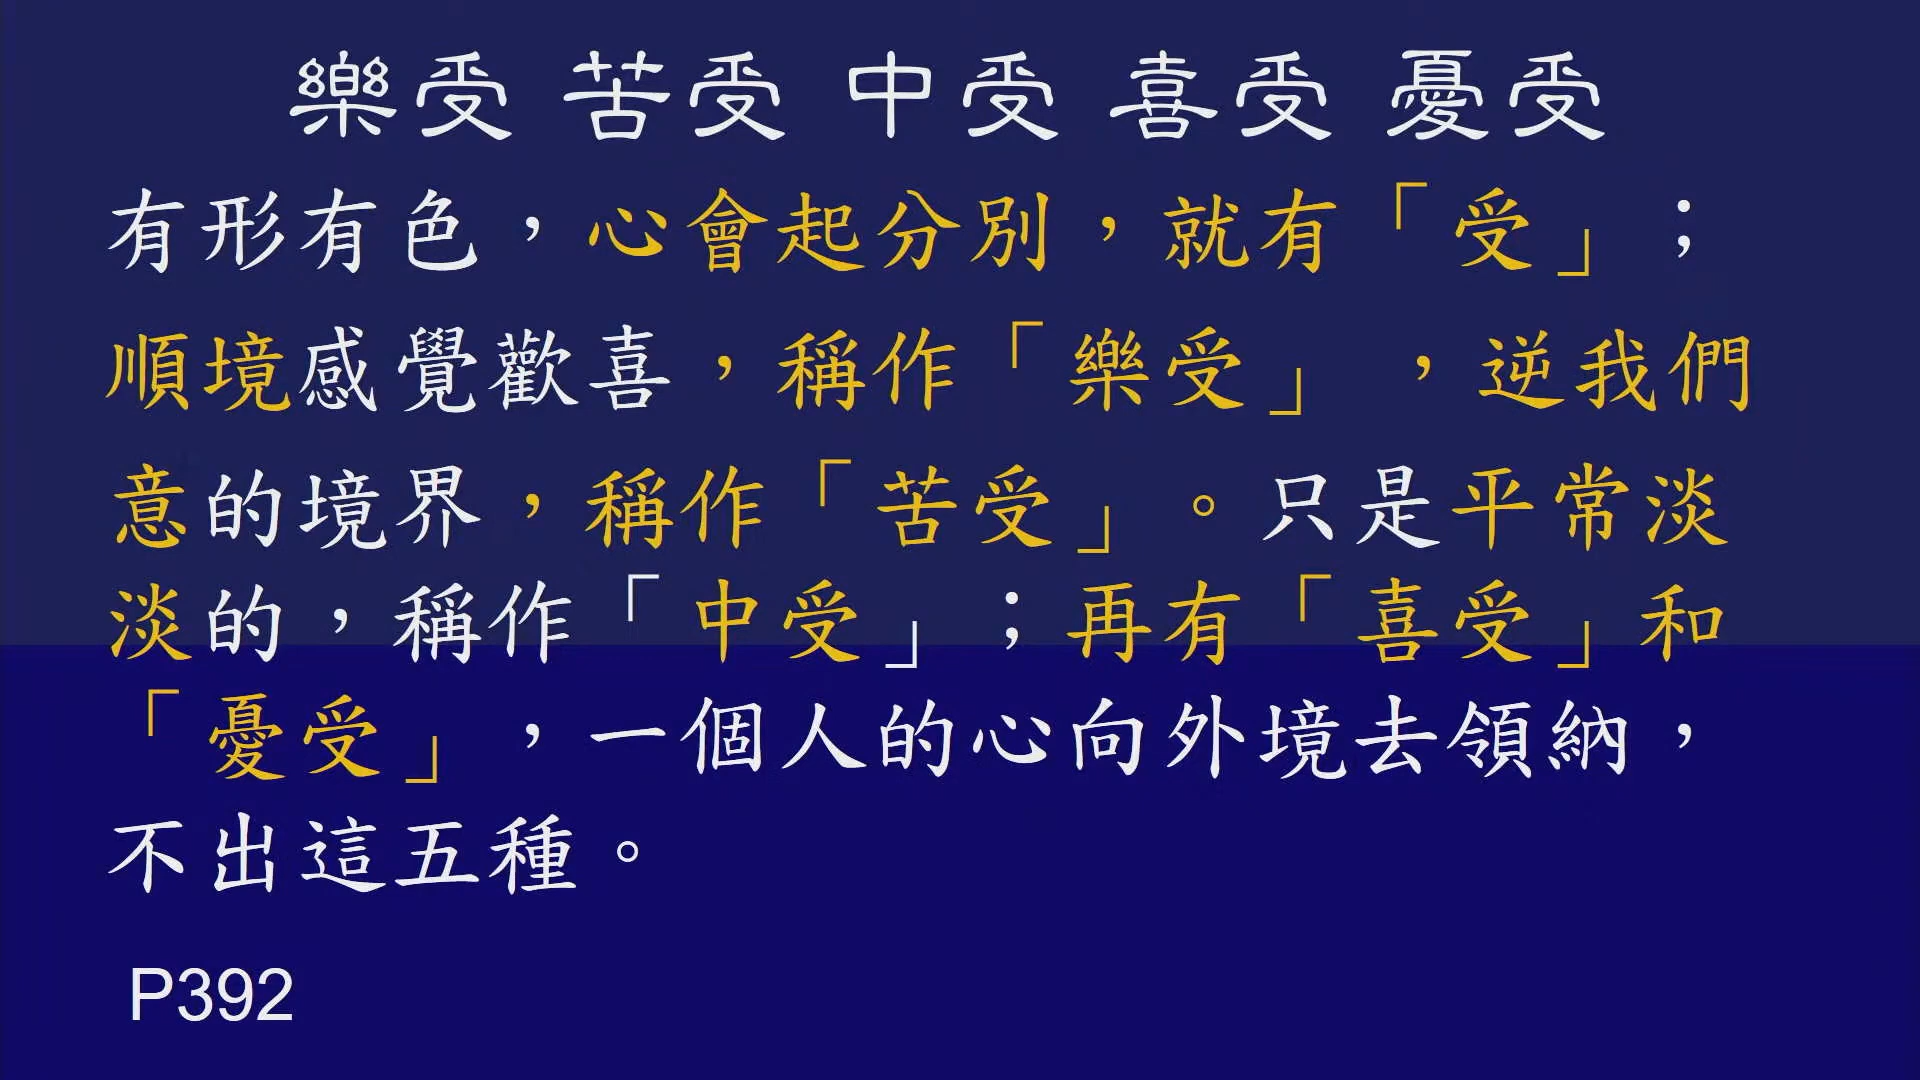 樂受 苦受 中受 喜受 憂受
有形有色，心會起分別，就有「受」；
順境感覺歡喜，稱作「樂受」，逆我們
意的境界，稱作「苦受」。只是平常淡
淡的，稱作「中受」；再有「喜受」和
「憂受」，一個人的心向外境去領納，
不出這五種。
P392